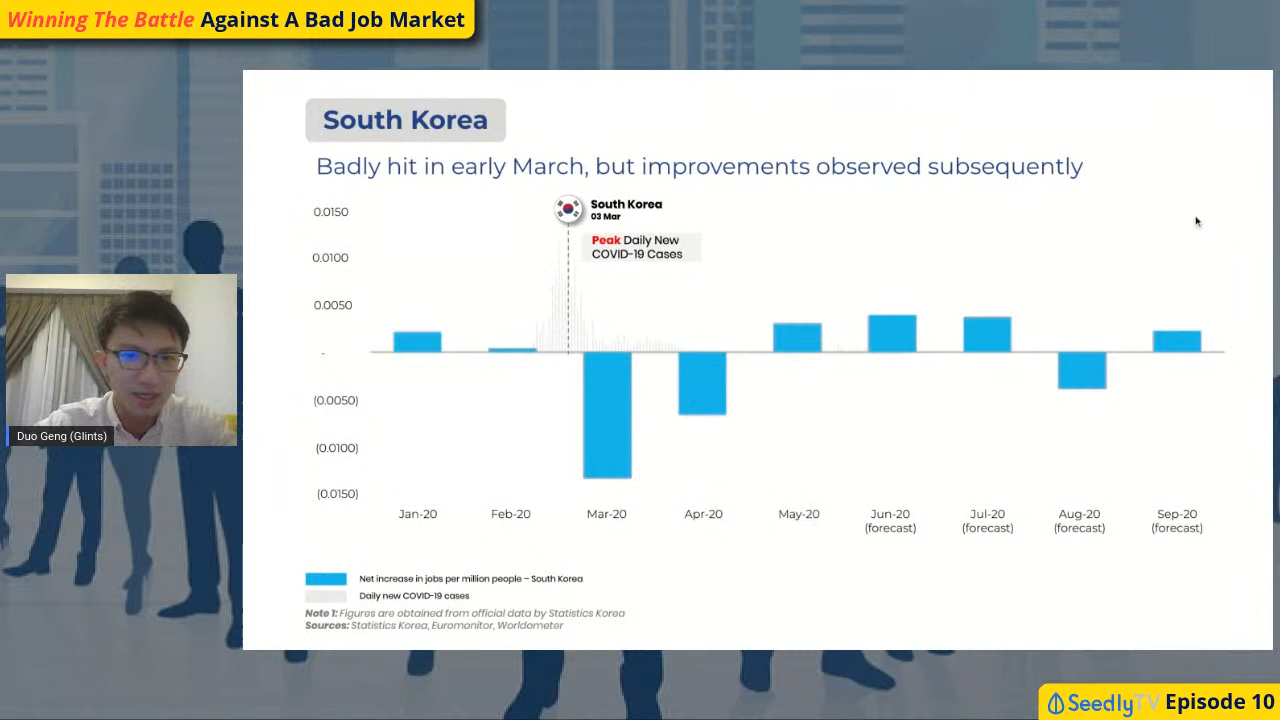 Winning The Battle Against A Bad Job Market
South Korea
Badly hit in early March, but improvements observed subsequently
South Korea
03 Mar
Peak Daily New
COVID-19 Cases
0.0150
0.0100
0.0050
-
(0.0050)
(0.0100)
(0.0150)
Jan-20 Feb-20 Mar-20 Apr-20 May-20 Jun-20 Jul-20 Aug-20 Sep-20
(forecast) (forecast) (forecast) (forecast)
Net increase in jobs per million people – South Korea
Daily new COVID-19 cases
Note 1: Figures are obtained from official data by Statistics Korea
Sources: Statistics Korea, Euromonitor, Worldometer
Duo Geng (Glints)
SeedlyTV Episode 10